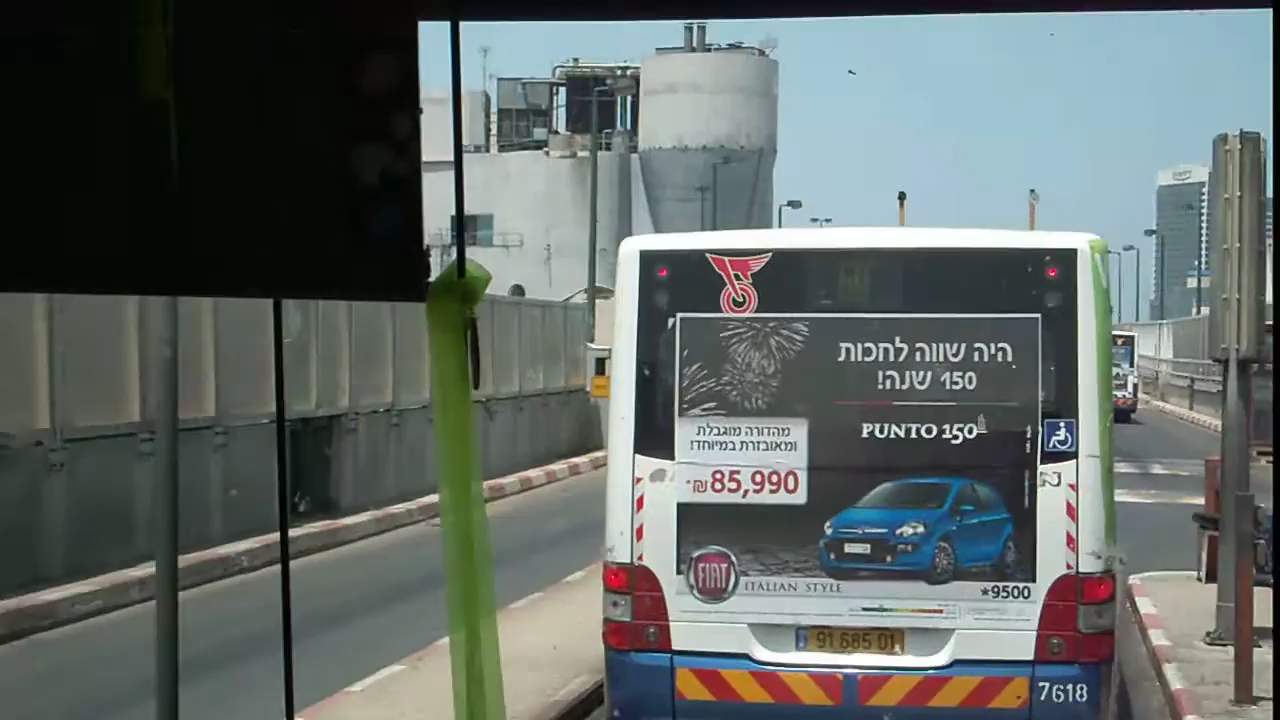 היה שווה לחכות
150 שנה!
PUNTO 150
מהדורה מוגבלת
ומאובזרת במיוחד!
85,990 ₪*
FIAT
ITALIAN STYLE
*9500
91 685 01
7618